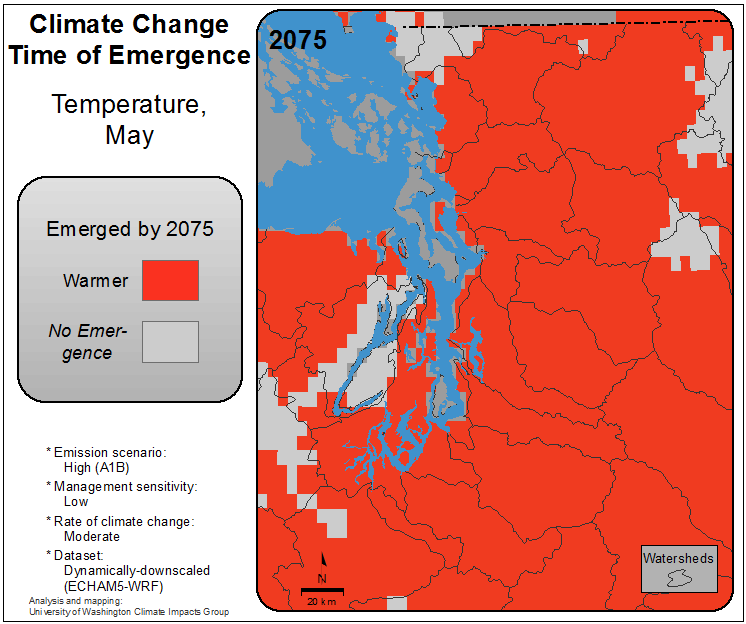 Climate Change
Time of Emergence
Temperature,
May
Emerged by 2075
Warmer
No Emer-
gence
* Emission scenario:
High (A1B)
* Management sensitivity:
Low
* Rate of climate change:
Moderate
* Dataset:
Dynamically-downscaled
(ECHAM5-WRF)
Analysis and mapping:
University of Washington Climate Impacts Group
2075
N
20 km
Watersheds